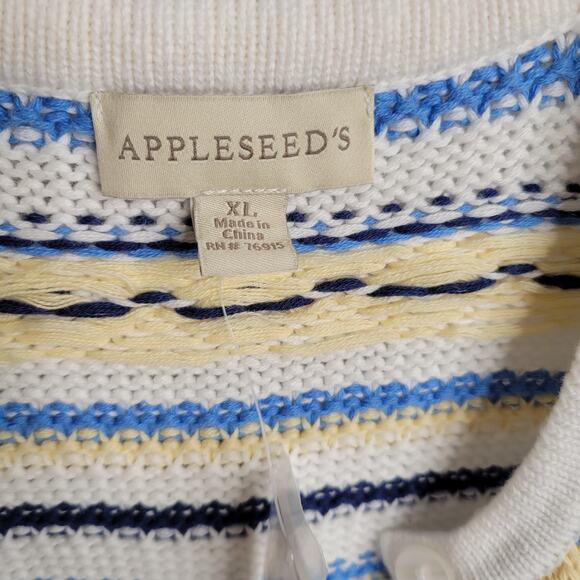 APPLESEED'S
XL
Made in
China
RN# 76915